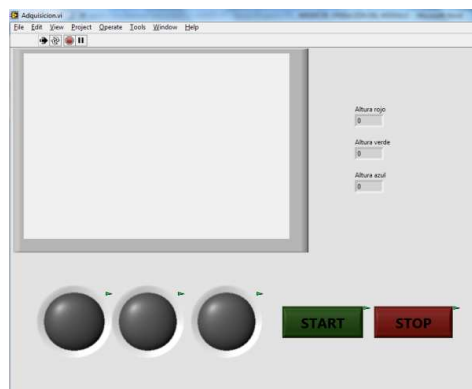 Adquisicion.vi
File Edit View Project Operate Tools Window Help
Altura rojo
0
Altura verde
0
Altura azul
0
START STOP